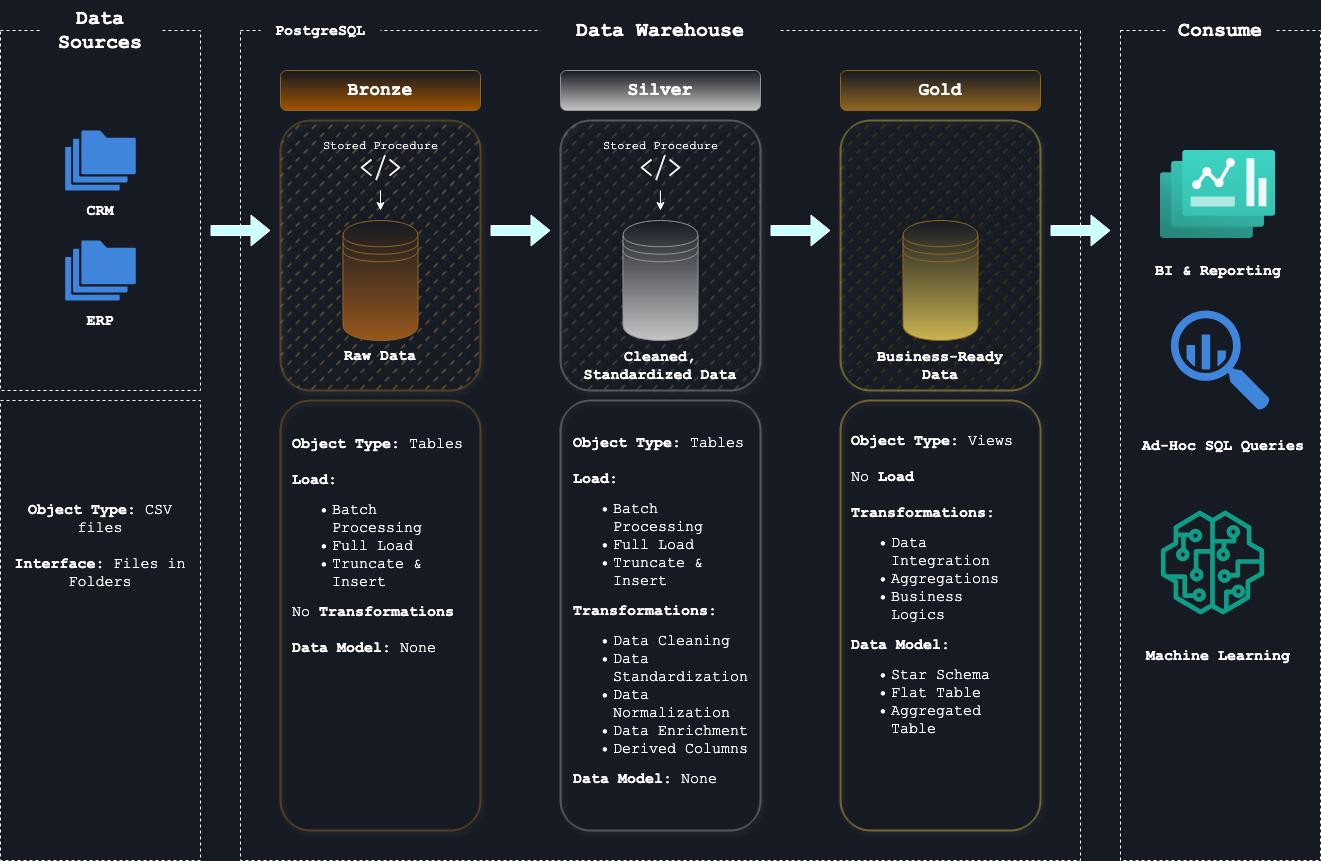 Data
Sources
CRM
ERP
Object Type: CSV
files
Interface: Files in
Folders
PostgreSQL
Data Warehouse
Bronze
Stored Procedure
</>
Raw Data
Object Type: Tables
Load:
• Batch
Processing
• Full Load
• Truncate &
Insert
No Transformations
Data Model: None
Silver
Stored Procedure
</>
Cleaned,
Standardized Data
Object Type: Tables
Load:
• Batch
Processing
• Full Load
• Truncate &
Insert
Transformations:
• Data Cleaning
• Data
Standardization
• Data
Normalization
• Data Enrichment
• Derived Columns
Data Model: None
Gold
Business-Ready
Data
Object Type: Views
No Load
Transformations:
• Data
Integration
• Aggregations
• Business
Logics
Data Model:
• Star Schema
• Flat Table
• Aggregated
Table
Consume
BI & Reporting
Ad-Hoc SQL Queries
Machine Learning